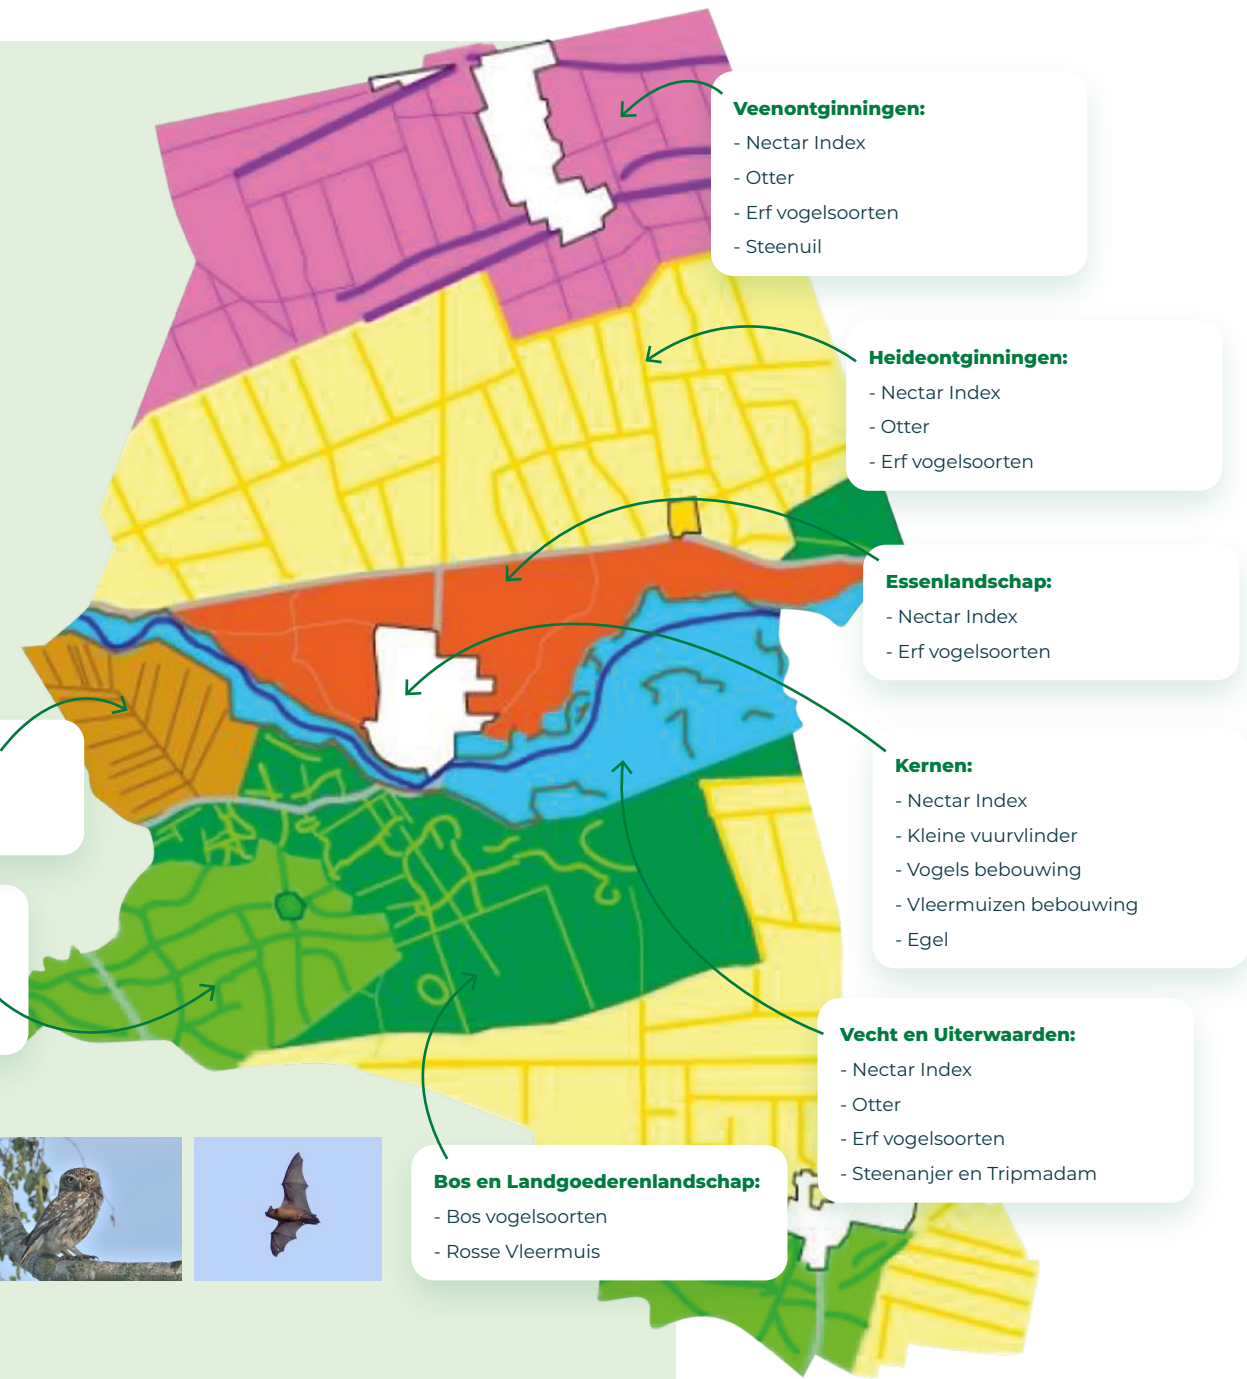 Veenontginningen:
- Nectar Index
- Otter
- Erf vogelsoorten
- Steenuil
Heideontginningen:
- Nectar Index
- Otter
- Erf vogelsoorten
Essenlandschap:
- Nectar Index
- Erf vogelsoorten
Kernen:
- Nectar Index
- Kleine vuurvlinder
- Vogels bebouwing
- Vleermuizen bebouwing
- Egel
Vecht en Uiterwaarden:
- Nectar Index
- Otter
- Erf vogelsoorten
- Steenanjer en Tripmadam
Bos en Landgoederenlandschap:
- Bos vogelsoorten
- Rosse Vleermuis